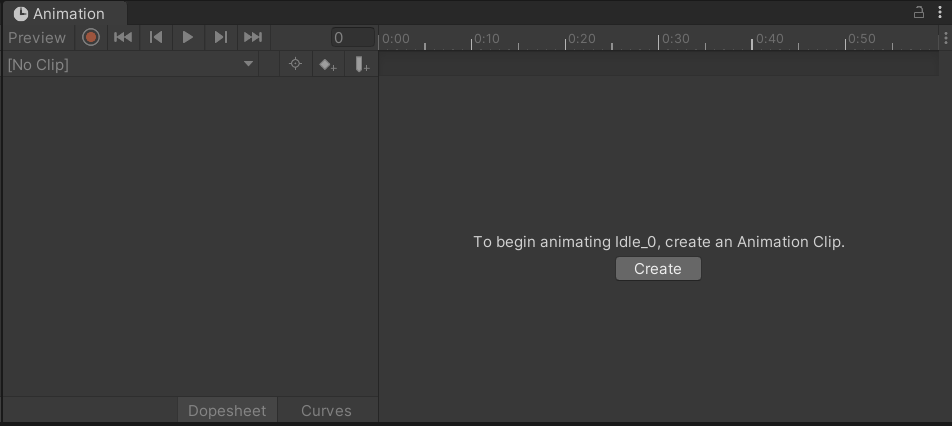 Animation
Preview
0
0:00 0:10 0:20 0:30 0:40 0:50
[No Clip]
To begin animating Idle_0, create an Animation Clip.
Create
Dopesheet Curves